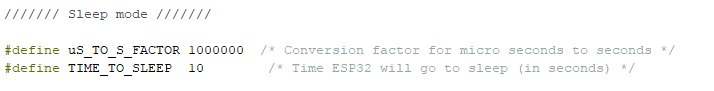 /////// Sleep mode ///////
#define uS_TO_S_FACTOR 1000000  /* Conversion factor for micro seconds to seconds */
#define TIME_TO_SLEEP  10        /* Time ESP32 will go to sleep (in seconds) */